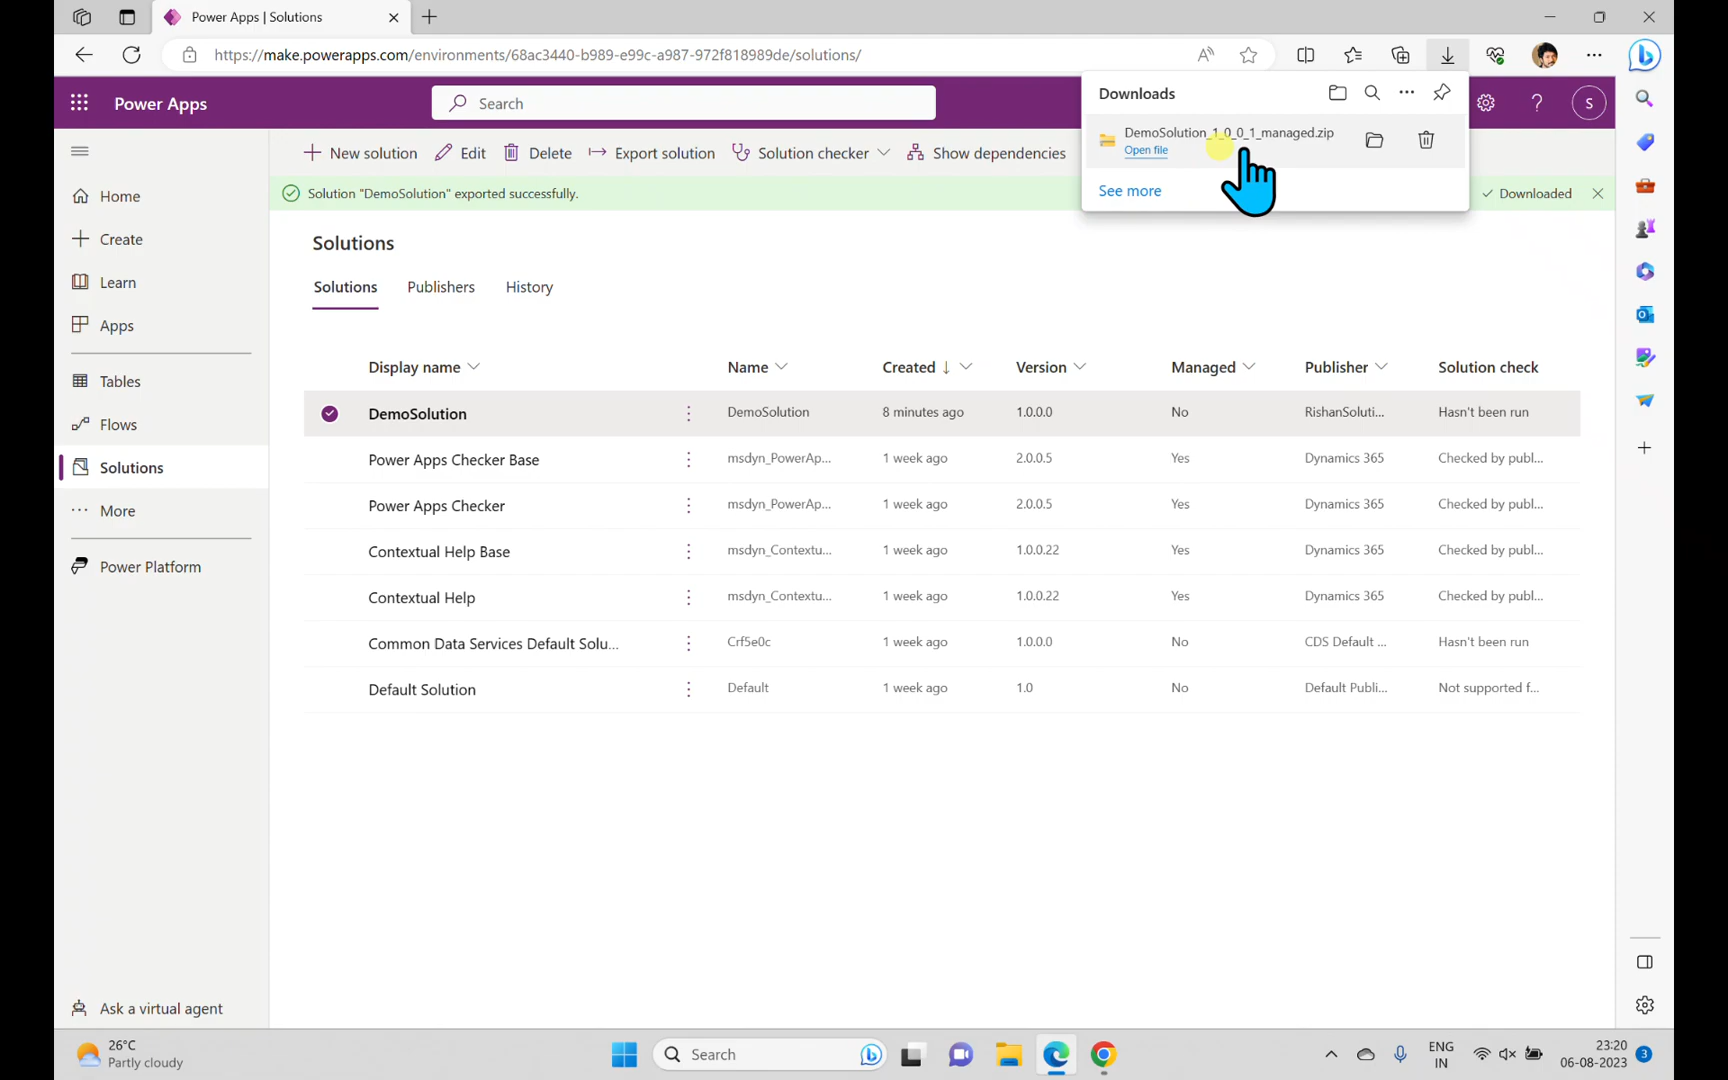 Power Apps | Solutions
https://make.powerapps.com/environments/68ac3440-b989-e99c-a987-972f818989de/solutions/
Power Apps
Search
Downloads
DemoSolution_1_0_0_1_managed.zip
Open file
See more
S
New solution
Edit
Delete
Export solution
Solution checker
Show dependencies
Solution "DemoSolution" exported successfully.
Downloaded
Home
Create
Learn
Apps
Tables
Flows
Solutions
More
Power Platform
Ask a virtual agent
Solutions
Solutions Publishers History
Display name Name Created Version Managed Publisher Solution check
DemoSolution DemoSolution 8 minutes ago 1.0.0.0 No RishanSoluti... Hasn't been run
Power Apps Checker Base msdyn_PowerAp... 1 week ago 2.0.0.5 Yes Dynamics 365 Checked by publ...
Power Apps Checker msdyn_PowerAp... 1 week ago 2.0.0.5 Yes Dynamics 365 Checked by publ...
Contextual Help Base msdyn_Contextu... 1 week ago 1.0.0.22 Yes Dynamics 365 Checked by publ...
Contextual Help msdyn_Contextu... 1 week ago 1.0.0.22 Yes Dynamics 365 Checked by publ...
Common Data Services Default Solu... Crf5e0c 1 week ago 1.0.0.0 No CDS Default ... Hasn't been run
Default Solution Default 1 week ago 1.0 No Default Publi... Not supported f...
26°C
Partly cloudy
Search
ENG
IN
23:20
06-08-2023
3